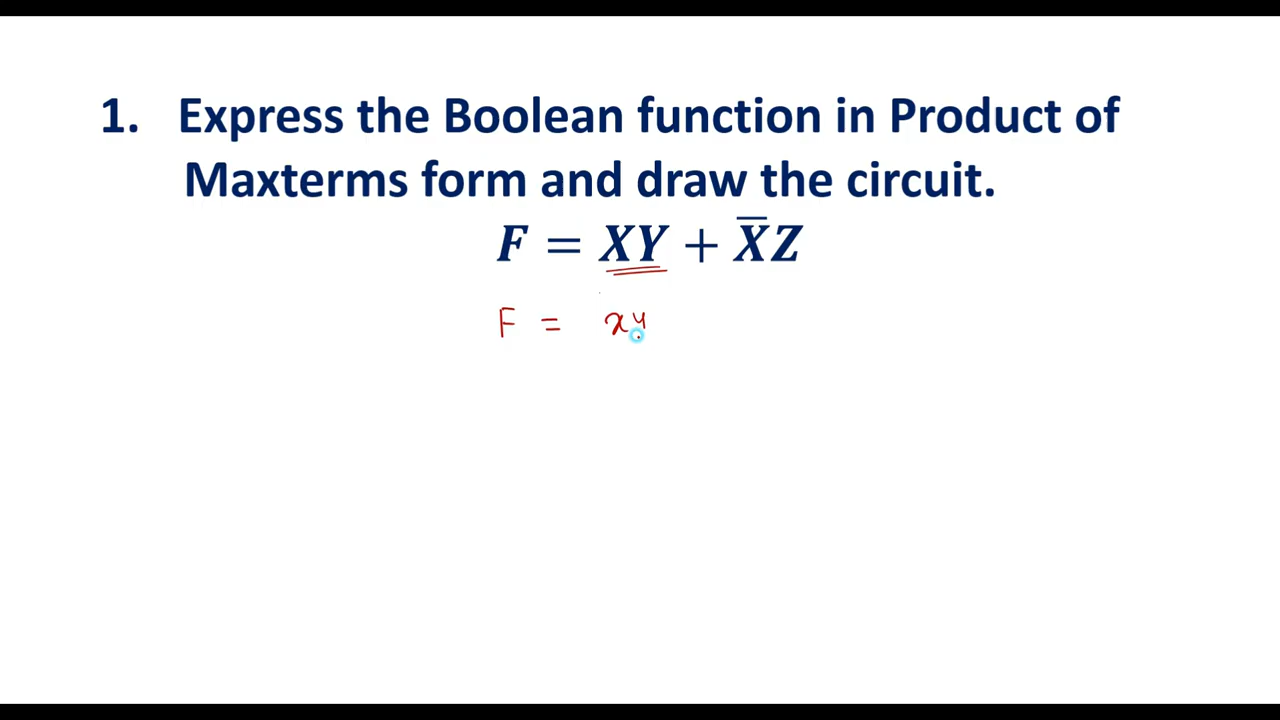 1. Express the Boolean function in Product of
Maxterms form and draw the circuit.
F = XY + X̅Z
F = xy